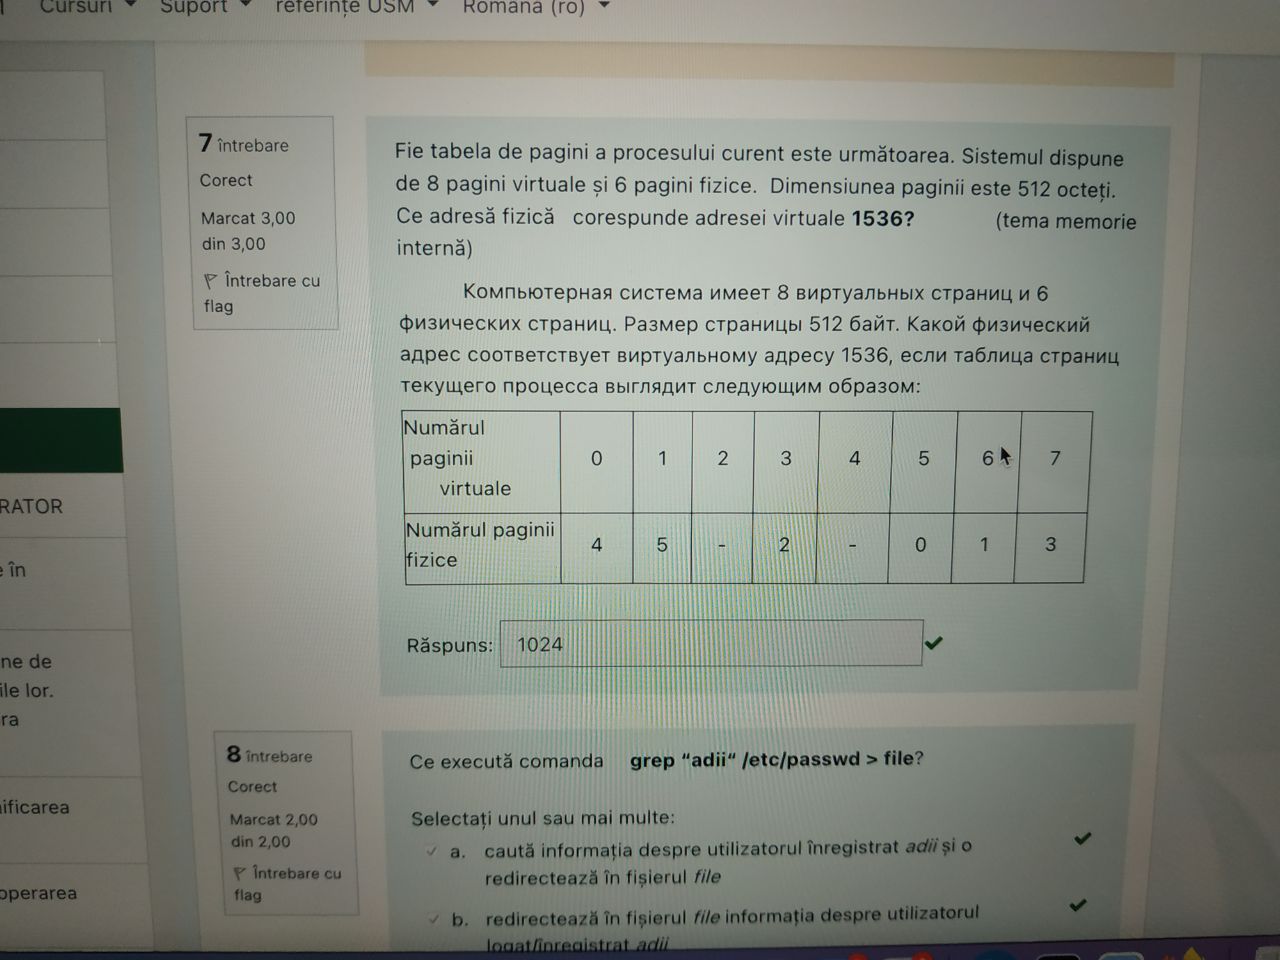 Cursuri Suport referințe USM Română (ro)
RATOR
e în
ne de
ile lor.
ra
ificarea
operarea
7 întrebare
Corect
Marcat 3,00
din 3,00
Întrebare cu
flag
Fie tabela de pagini a procesului curent este următoarea. Sistemul dispune
de 8 pagini virtuale și 6 pagini fizice. Dimensiunea paginii este 512 octeți.
Ce adresă fizică corespunde adresei virtuale 1536? (tema memorie
internă)
Компьютерная система имеет 8 виртуальных страниц и 6
физических страниц. Размер страницы 512 байт. Какой физический
адрес соответствует виртуальному адресу 1536, если таблица страниц
текущего процесса выглядит следующим образом:
Numărul
paginii
virtuale
0 1 2 3 4 5 6 7
Numărul paginii
fizice
4 5 - 2 - 0 1 3
Răspuns: 1024
8 întrebare
Corect
Marcat 2,00
din 2,00
Întrebare cu
flag
Ce execută comanda grep “adii“ /etc/passwd > file?
Selectați unul sau mai multe:
a. caută informația despre utilizatorul înregistrat adii și o
redirectează în fișierul file
b. redirectează în fișierul file informația despre utilizatorul
logat/înregistrat adii